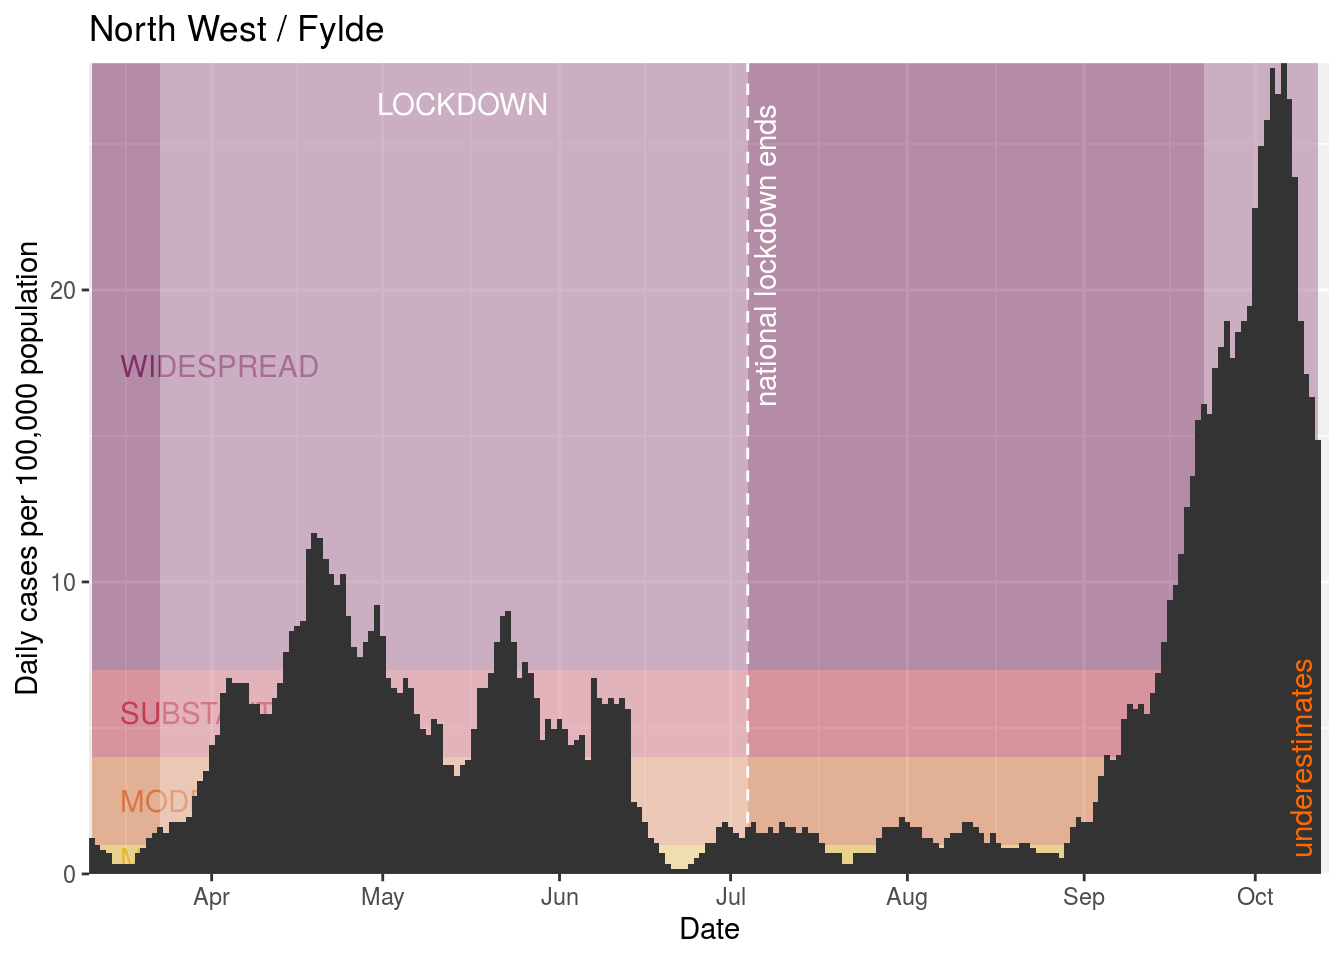 North West / Fylde
LOCKDOWN
national lockdown ends
WIDESPREAD
underestimates
Daily cases per 100,000 population
20
10
0
Apr
May
Jun
Jul
Aug
Sep
Oct
Date